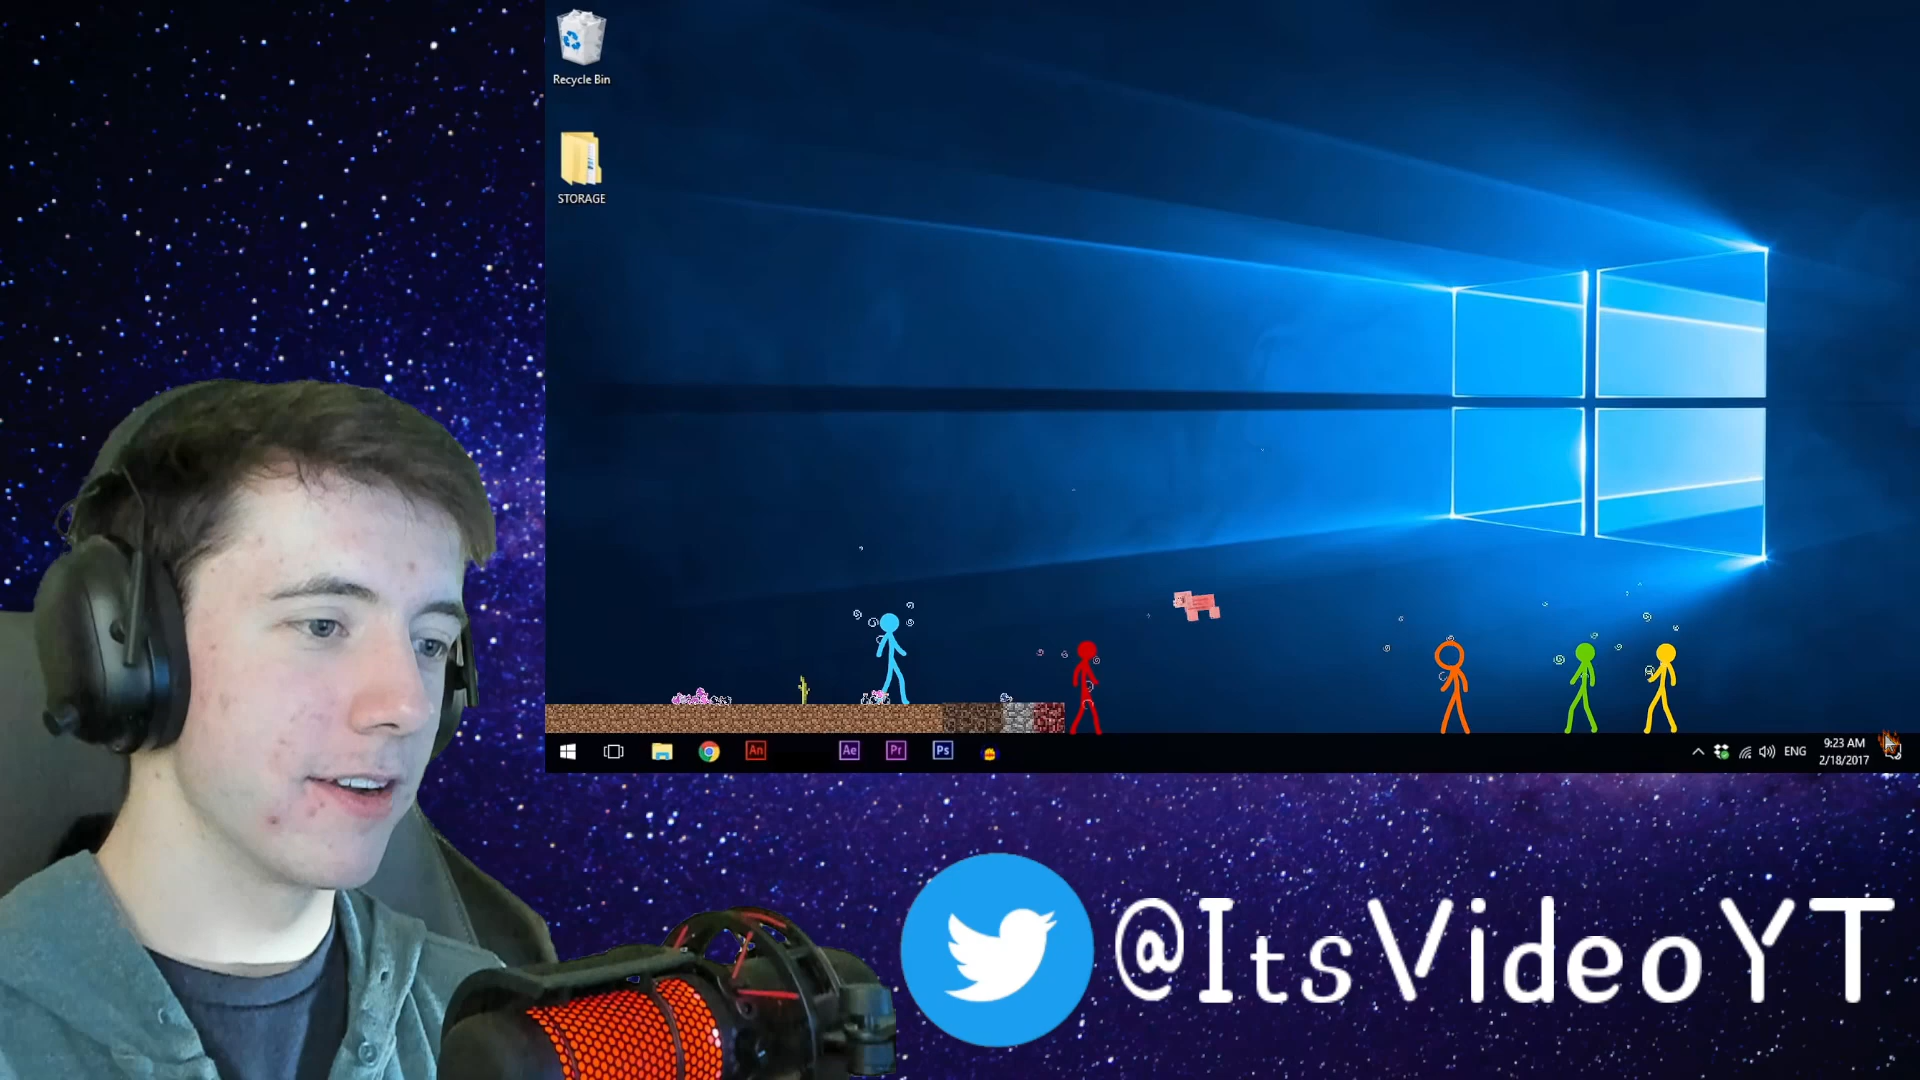 Recycle Bin
STORAGE
An
Ae
Pr
Ps
ENG
9:23 AM
2/18/2017
@ItsVideoYT